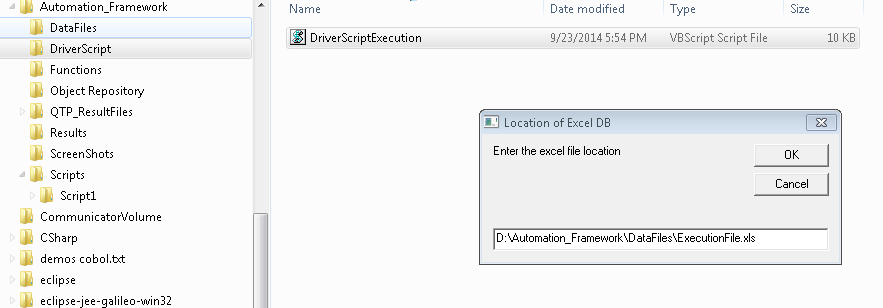 Automation_Framework
DataFiles
DriverScript
Functions
Object Repository
QTP_ResultFiles
Results
ScreenShots
Scripts
Script1
CommunicatorVolume
CSharp
demos cobol.txt
eclipse
eclipse-jee-galileo-win32
Name Date modified Type Size
DriverScriptExecution 9/23/2014 5:54 PM VBScript Script File 10 KB
Location of Excel DB
Enter the excel file location
OK
Cancel
D:\Automation_Framework\DataFiles\ExecutionFile.xls